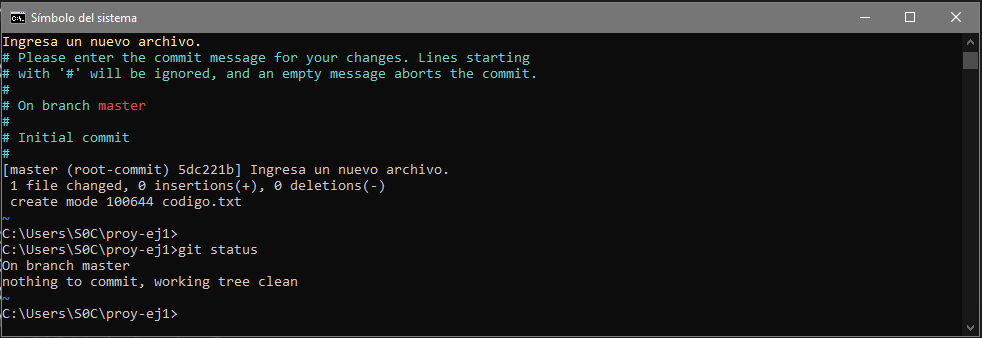 Símbolo del sistema
Ingresa un nuevo archivo.
# Please enter the commit message for your changes. Lines starting
# with '#' will be ignored, and an empty message aborts the commit.
#
# On branch master
#
# Initial commit
#
[master (root-commit) 5dc221b] Ingresa un nuevo archivo.
 1 file changed, 0 insertions(+), 0 deletions(-)
 create mode 100644 codigo.txt
~
C:\Users\S0C\proy-ej1>
C:\Users\S0C\proy-ej1>git status
On branch master
nothing to commit, working tree clean
~
C:\Users\S0C\proy-ej1>